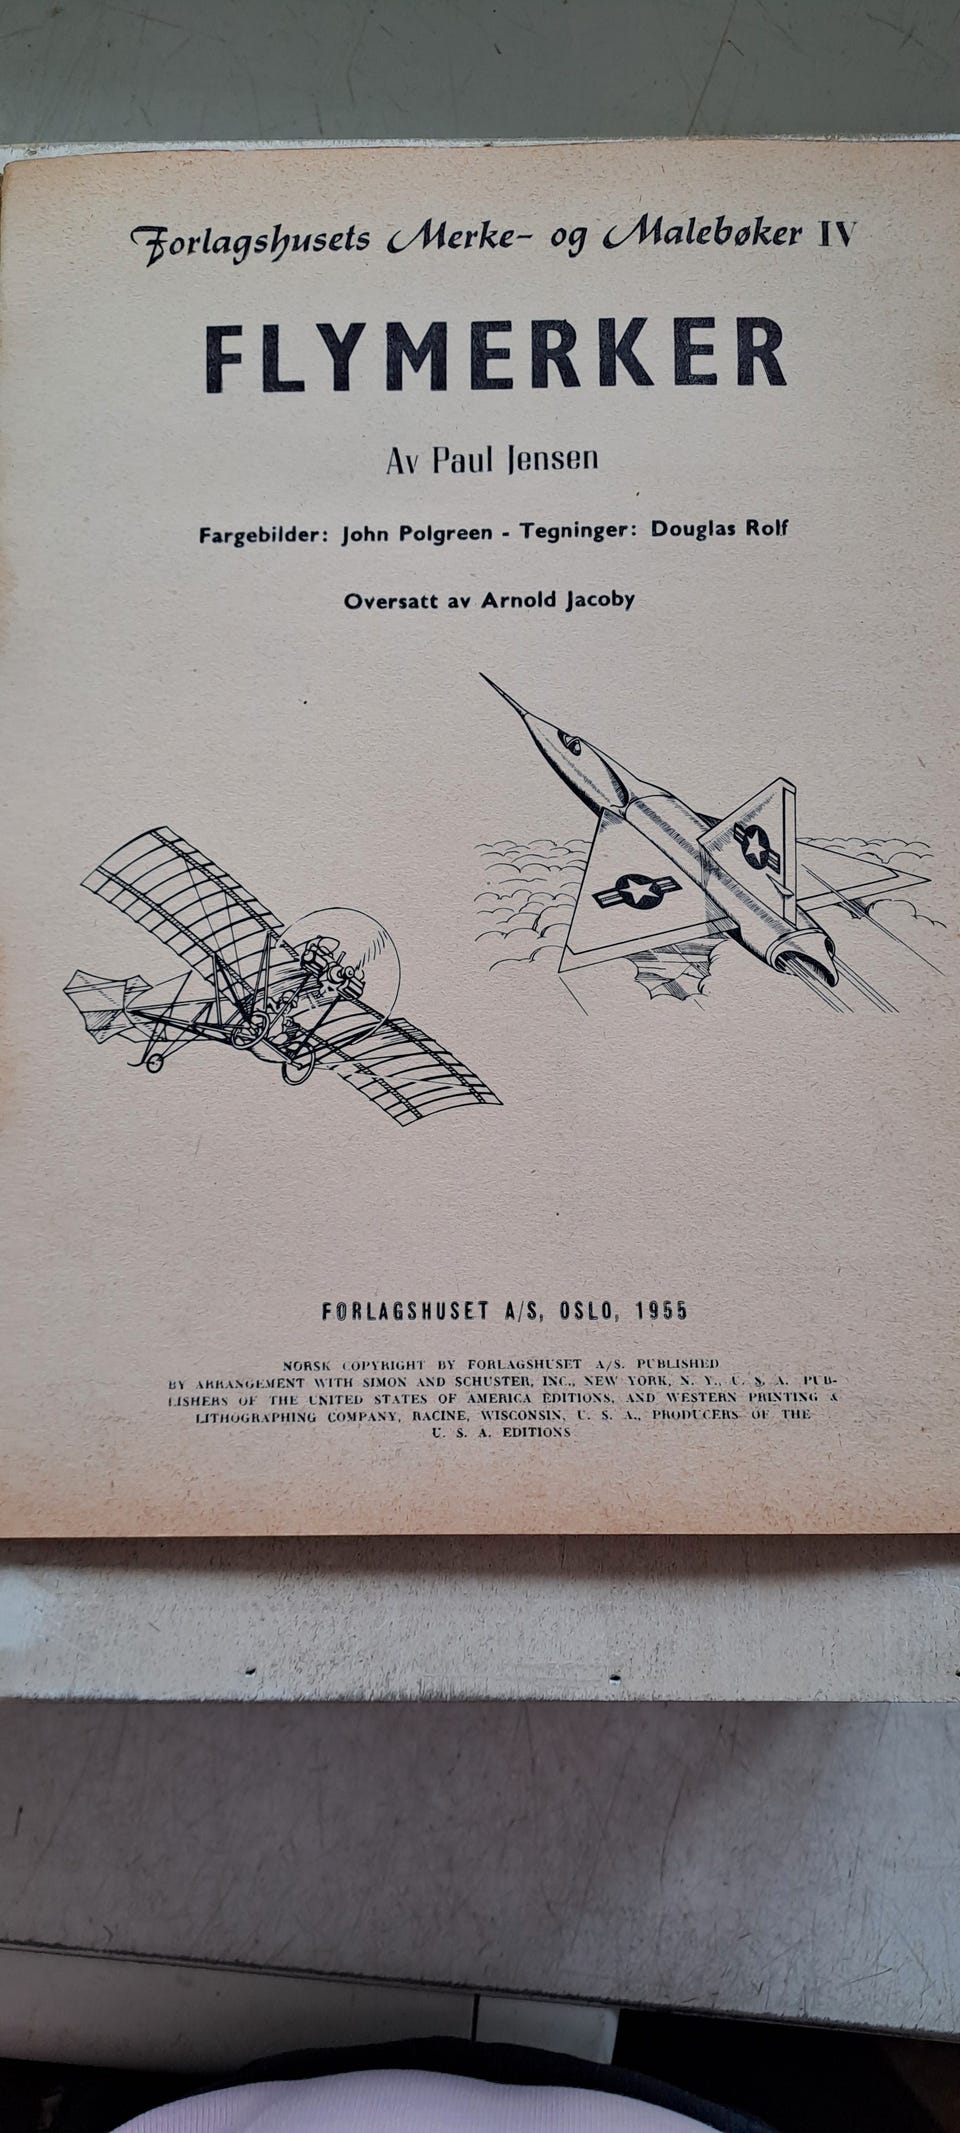 Forlagshusets Merke- og Malebøker IV
FLYMERKER
Av Paul Jensen
Fargebilder: John Polgreen - Tegninger: Douglas Rolf
Oversatt av Arnold Jacoby
FORLAGSHUSET A/S, OSLO, 1955
NORSK COPYRIGHT BY FORLAGSHUSET A/S. PUBLISHED
BY ARRANGEMENT WITH SIMON AND SCHUSTER, INC., NEW YORK, N. Y., U. S. A. PUB-
LISHERS OF THE UNITED STATES OF AMERICA EDITIONS, AND WESTERN PRINTING &
LITHOGRAPHING COMPANY, RACINE, WISCONSIN, U. S. A., PRODUCERS OF THE
U. S. A. EDITIONS